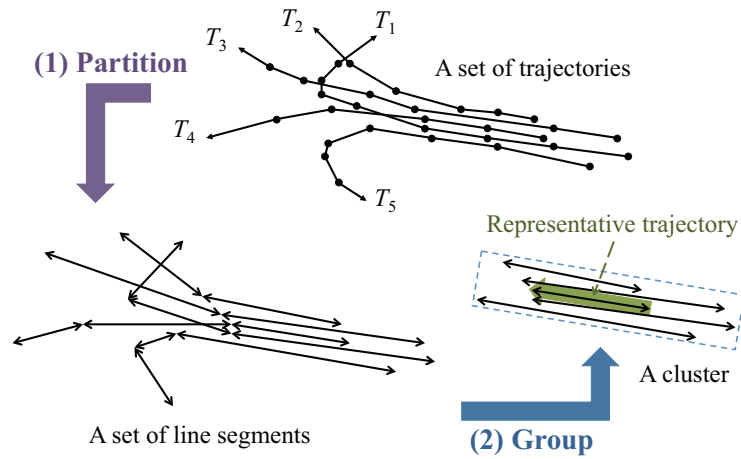 T₂
T₁
T₃
(1) Partition
A set of trajectories
T₄
T₅
Representative trajectory
A cluster
A set of line segments
(2) Group